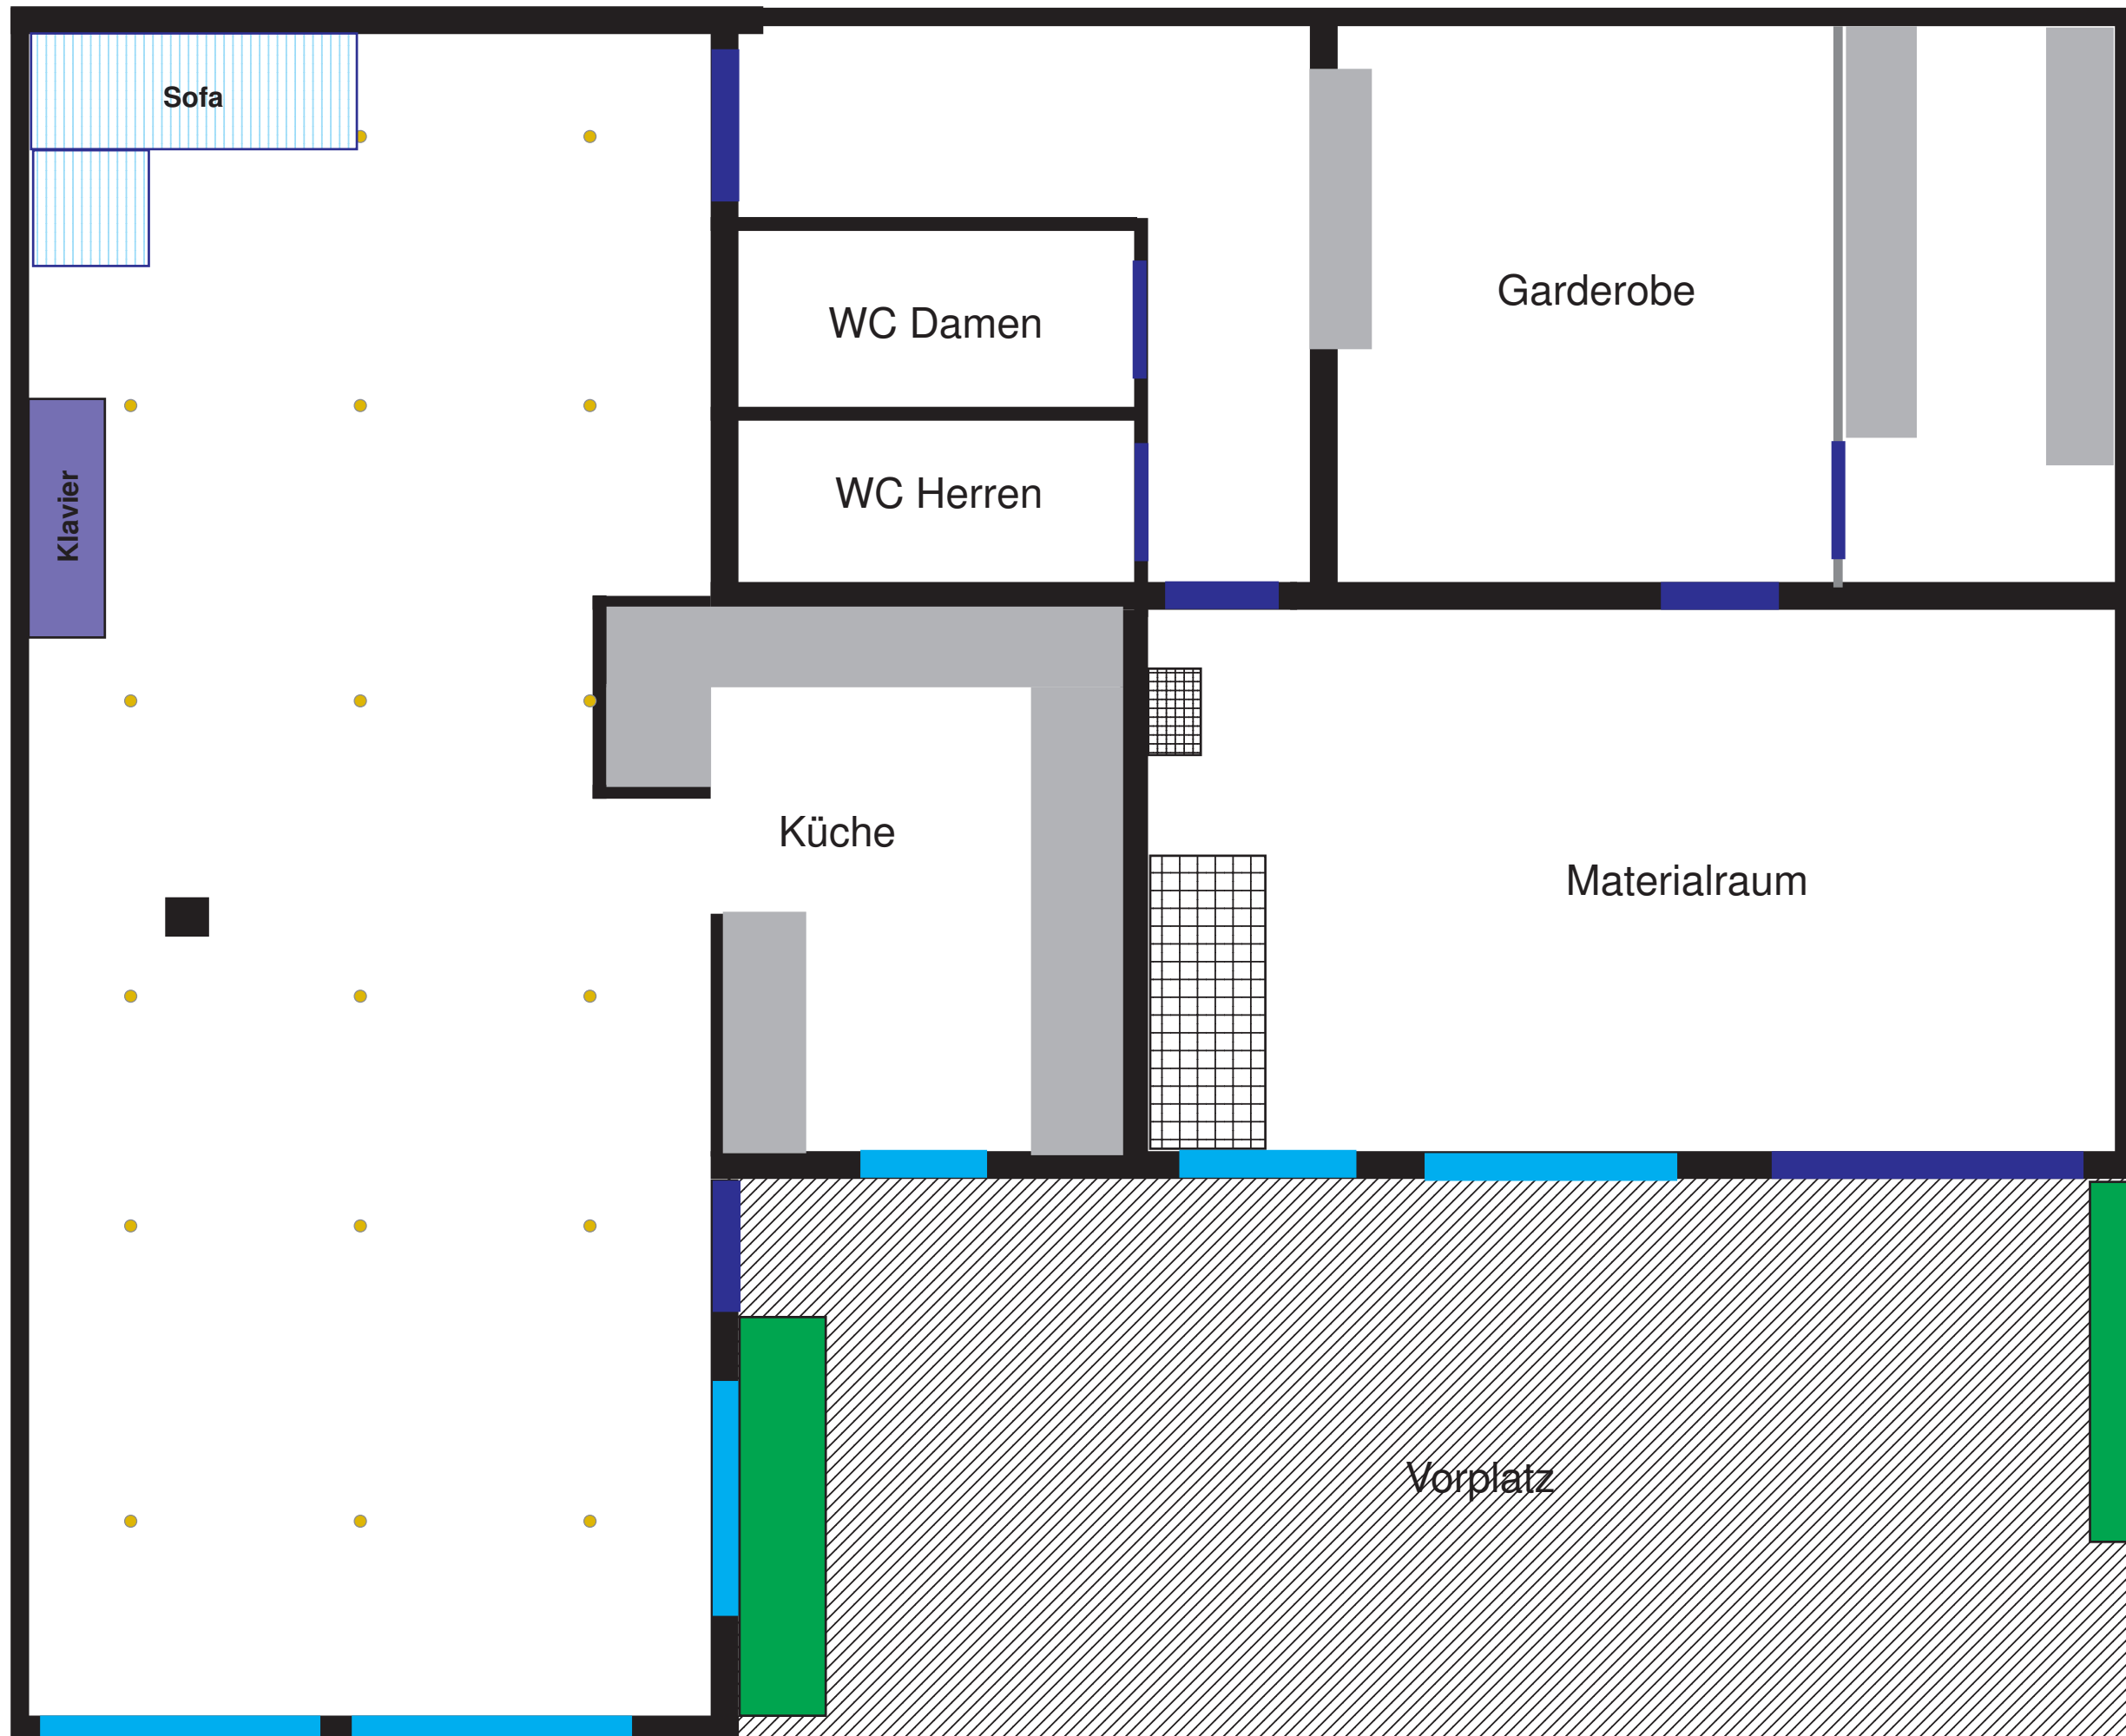 Sofa
Garderobe
WC Damen
WC Herren
Klavier
Küche
Materialraum
Vorplatz